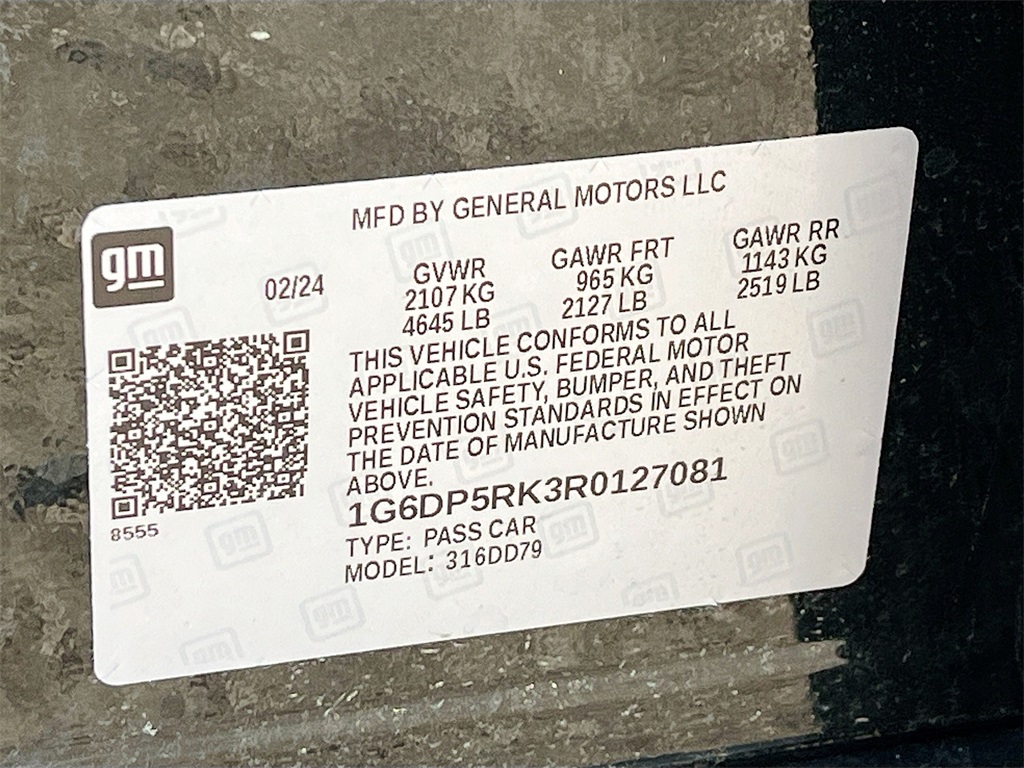 MFD BY GENERAL MOTORS LLC
gm
02/24
GVWR
2107 KG
4645 LB
GAWR FRT
965 KG
2127 LB
GAWR RR
1143 KG
2519 LB
THIS VEHICLE CONFORMS TO ALL
APPLICABLE U.S. FEDERAL MOTOR
VEHICLE SAFETY, BUMPER, AND THEFT
PREVENTION STANDARDS IN EFFECT ON
THE DATE OF MANUFACTURE SHOWN
ABOVE.
1G6DP5RK3R0127081
TYPE: PASS CAR
MODEL: 316DD79
8555